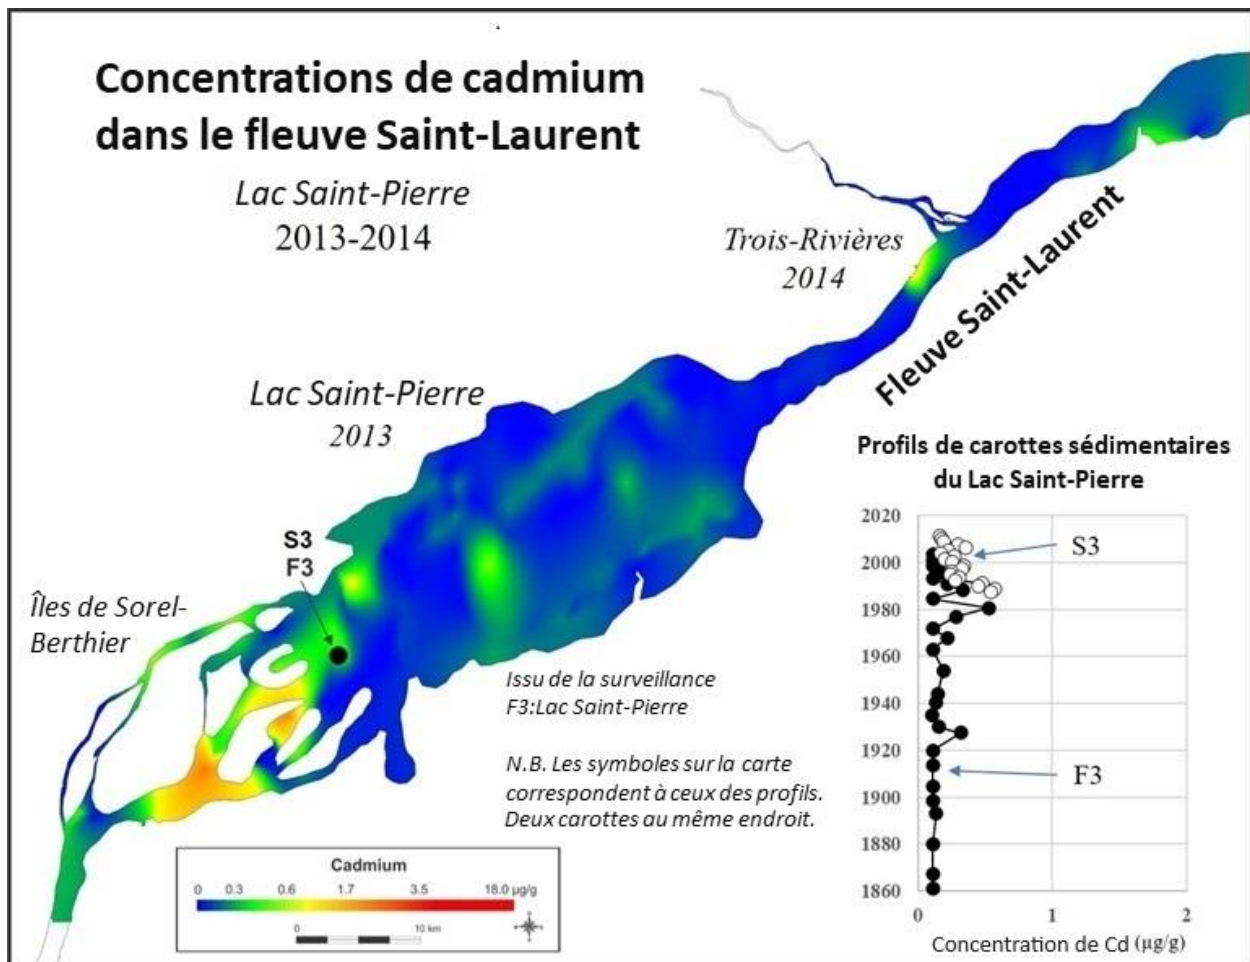 Concentrations de cadmium
dans le fleuve Saint-Laurent
Lac Saint-Pierre
2013-2014
Trois-Rivières
2014
Fleuve Saint-Laurent
Lac Saint-Pierre
2013
S3
F3
Îles de Sorel-
Berthier
Issu de la surveillance
F3:Lac Saint-Pierre
N.B. Les symboles sur la carte
correspondent à ceux des profils.
Deux carottes au même endroit.
Cadmium
0 0.3 0.6 1.7 3.5 18.0 µg/g
0 10 km
Profils de carottes sédimentaires
du Lac Saint-Pierre
2020
2000
1980
1960
1940
1920
1900
1880
1860
S3
F3
0 1 2
Concentration de Cd (µg/g)